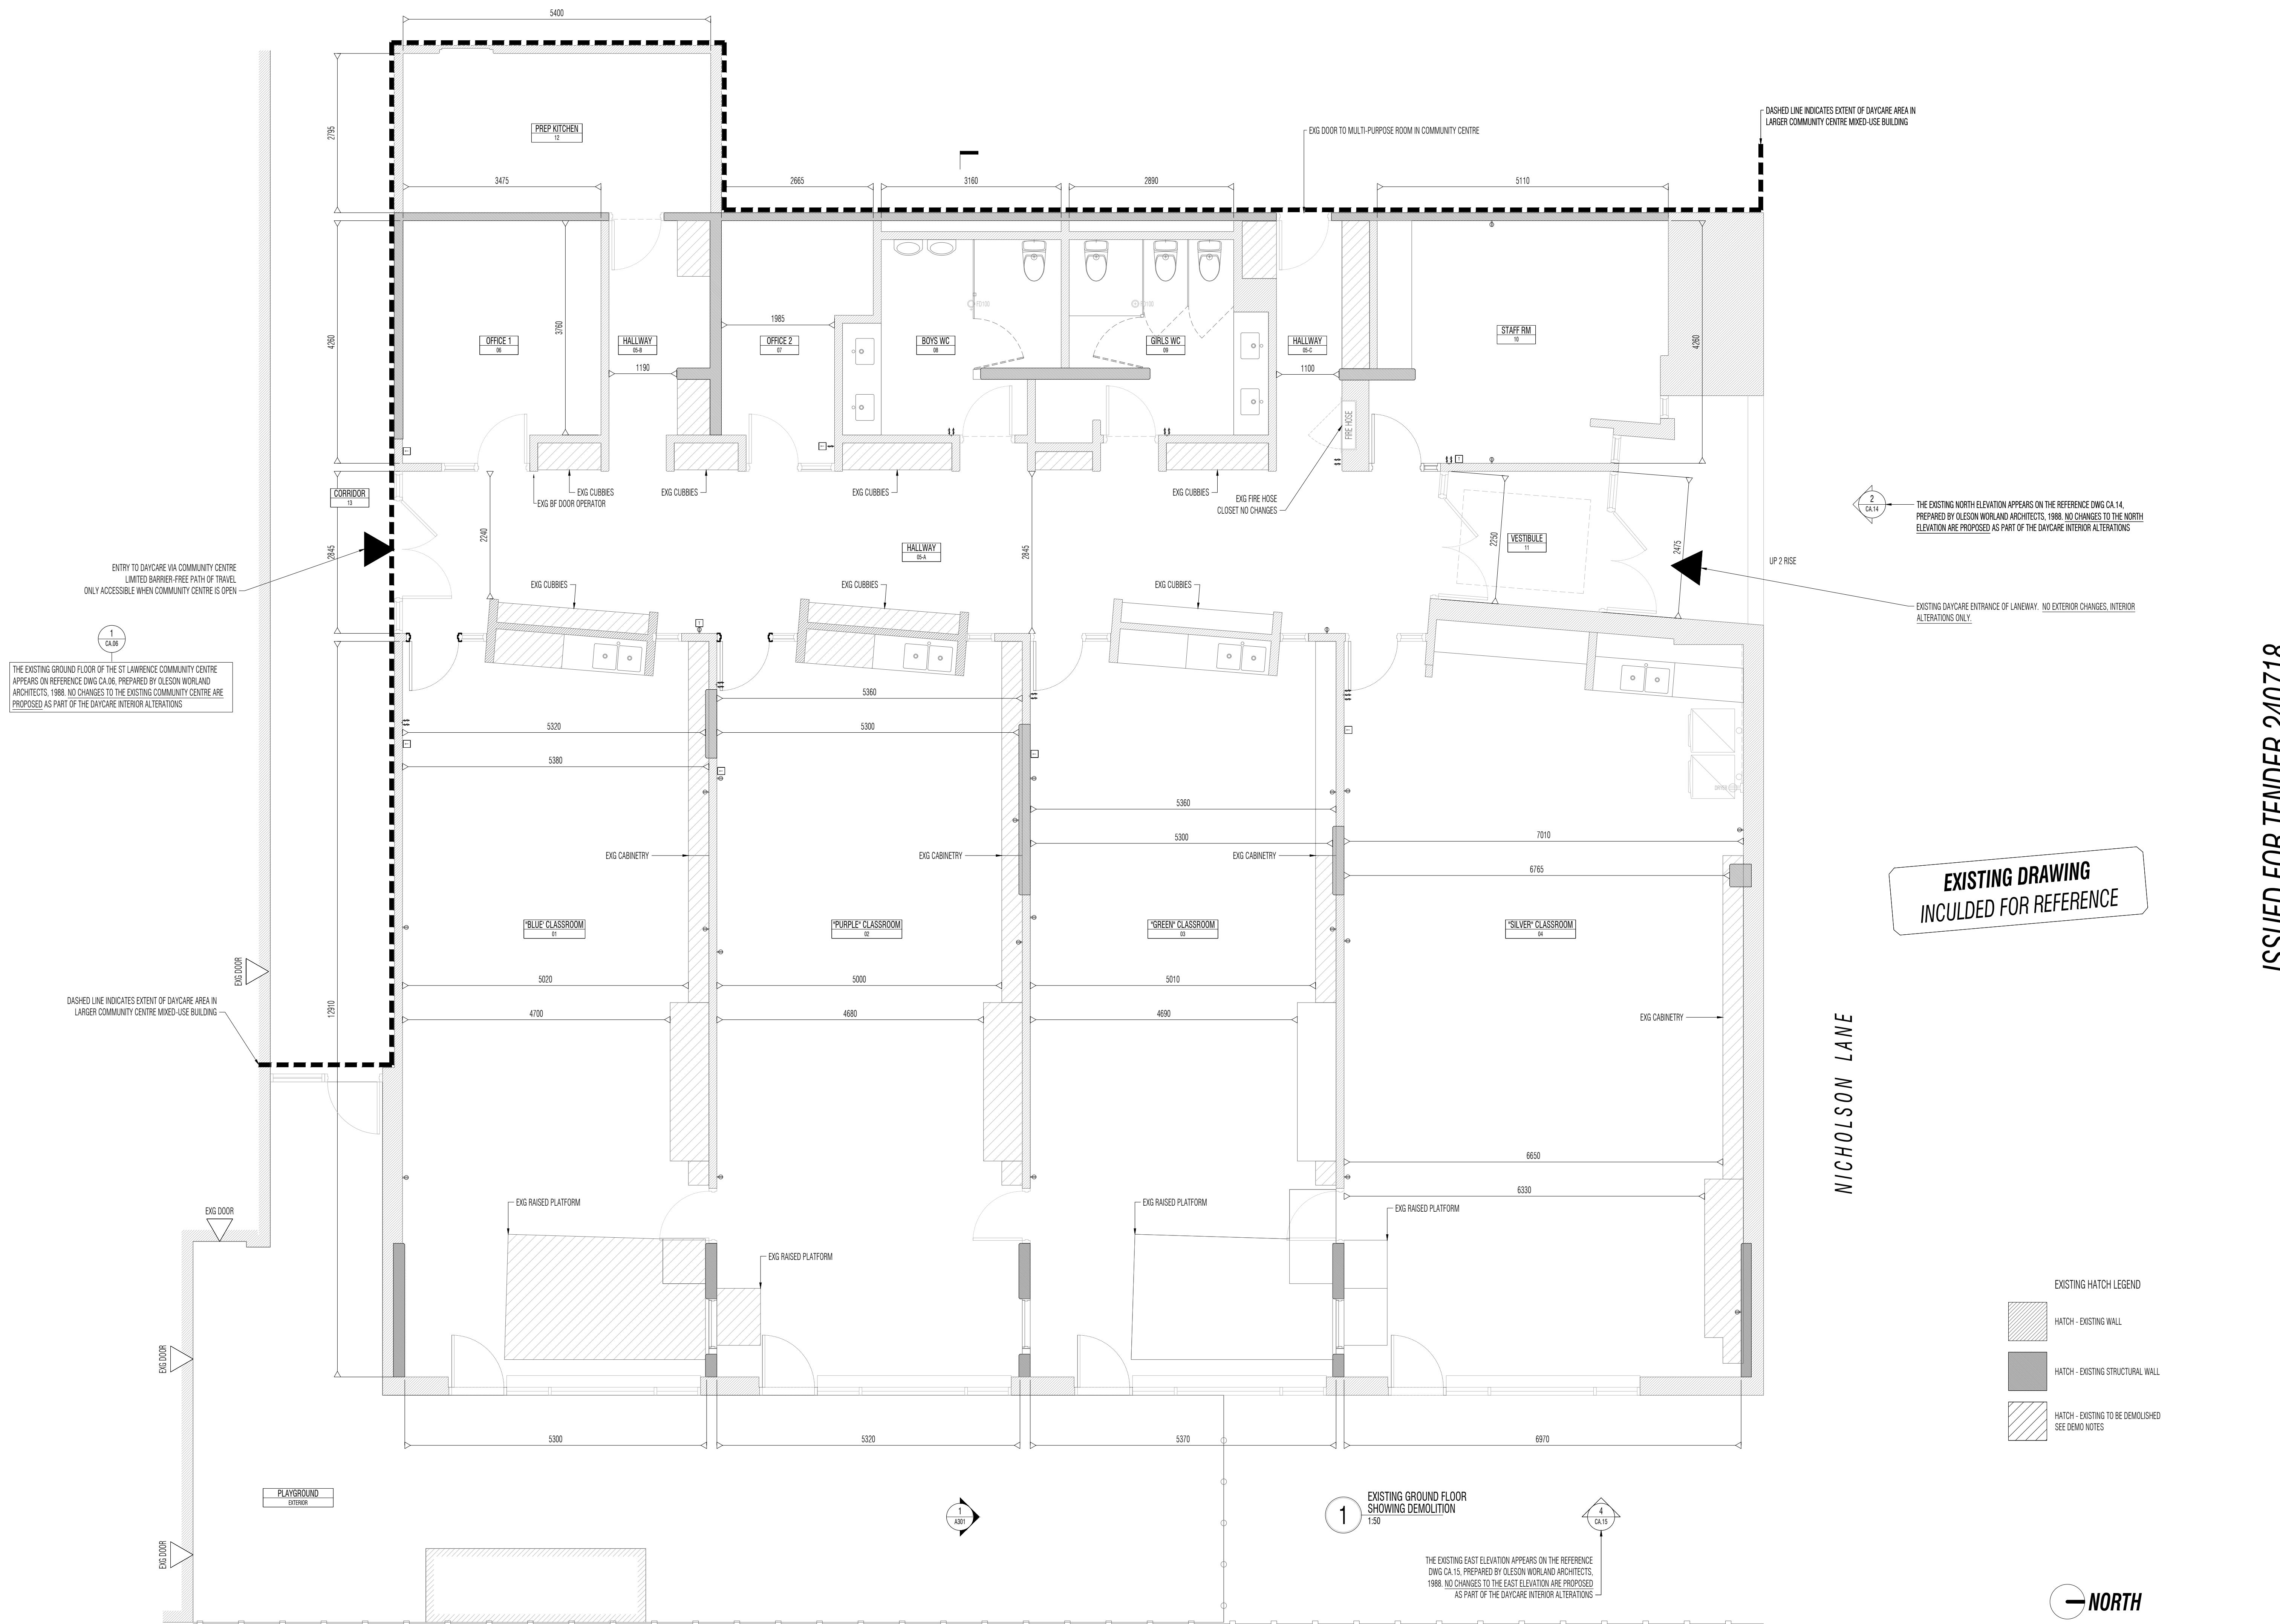 5400
2795
PREP KITCHEN
12
EXG DOOR TO MULTI-PURPOSE ROOM IN COMMUNITY CENTRE
DASHED LINE INDICATES EXTENT OF DAYCARE AREA IN
LARGER COMMUNITY CENTRE MIXED-USE BUILDING
3475
2665
3160
2890
5110
4260
3760
OFFICE 1
06
HALLWAY
05-B
1190
1985
OFFICE 2
07
FD100
BOYS WC
08
FD100
GIRLS WC
09
HALLWAY
05-C
1100
STAFF RM
10
4260
FIRE HOSE
CORRIDOR
13
EXG CUBBIES
EXG BF DOOR OPERATOR
EXG CUBBIES
EXG CUBBIES
EXG CUBBIES
EXG FIRE HOSE
CLOSET NO CHANGES
2
CA.14
THE EXISTING NORTH ELEVATION APPEARS ON THE REFERENCE DWG CA.14,
PREPARED BY OLESON WORLAND ARCHITECTS, 1988. NO CHANGES TO THE NORTH
ELEVATION ARE PROPOSED AS PART OF THE DAYCARE INTERIOR ALTERATIONS
2845
2240
HALLWAY
05-A
2845
2250
VESTIBULE
11
2475
UP 2 RISE
ENTRY TO DAYCARE VIA COMMUNITY CENTRE
LIMITED BARRIER-FREE PATH OF TRAVEL
ONLY ACCESSIBLE WHEN COMMUNITY CENTRE IS OPEN
EXG CUBBIES
EXG CUBBIES
EXG CUBBIES
EXISTING DAYCARE ENTRANCE OF LANEWAY. NO EXTERIOR CHANGES, INTERIOR
ALTERATIONS ONLY.
1
CA.06
THE EXISTING GROUND FLOOR OF THE ST LAWRENCE COMMUNITY CENTRE
APPEARS ON REFERENCE DWG CA.06, PREPARED BY OLESON WORLAND
ARCHITECTS, 1988. NO CHANGES TO THE EXISTING COMMUNITY CENTRE ARE
PROPOSED AS PART OF THE DAYCARE INTERIOR ALTERATIONS
5360
5320
5300
5380
5360
5300
7010
6765
EXG CABINETRY
EXG CABINETRY
EXG CABINETRY
EXISTING DRAWING
INCULDED FOR REFERENCE
ISSUED FOR TENDER 240718
"BLUE' CLASSROOM
01
"PURPLE" CLASSROOM
02
"GREEN" CLASSROOM
03
"SILVER" CLASSROOM
04
EXG DOOR
5020
5000
5010
DASHED LINE INDICATES EXTENT OF DAYCARE AREA IN
LARGER COMMUNITY CENTRE MIXED-USE BUILDING
12910
4700
4680
4690
EXG CABINETRY
NICHOLSON LANE
6650
6330
EXG DOOR
EXG RAISED PLATFORM
EXG RAISED PLATFORM
EXG RAISED PLATFORM
EXG RAISED PLATFORM
EXISTING HATCH LEGEND
HATCH - EXISTING WALL
EXG DOOR
HATCH - EXISTING STRUCTURAL WALL
HATCH - EXISTING TO BE DEMOLISHED
SEE DEMO NOTES
5300
5320
5370
6970
PLAYGROUND
EXTERIOR
1
A301
1
EXISTING GROUND FLOOR
SHOWING DEMOLITION
1:50
4
CA.15
EXG DOOR
THE EXISTING EAST ELEVATION APPEARS ON THE REFERENCE
DWG CA.15, PREPARED BY OLESON WORLAND ARCHITECTS,
1988. NO CHANGES TO THE EAST ELEVATION ARE PROPOSED
AS PART OF THE DAYCARE INTERIOR ALTERATIONS
NORTH